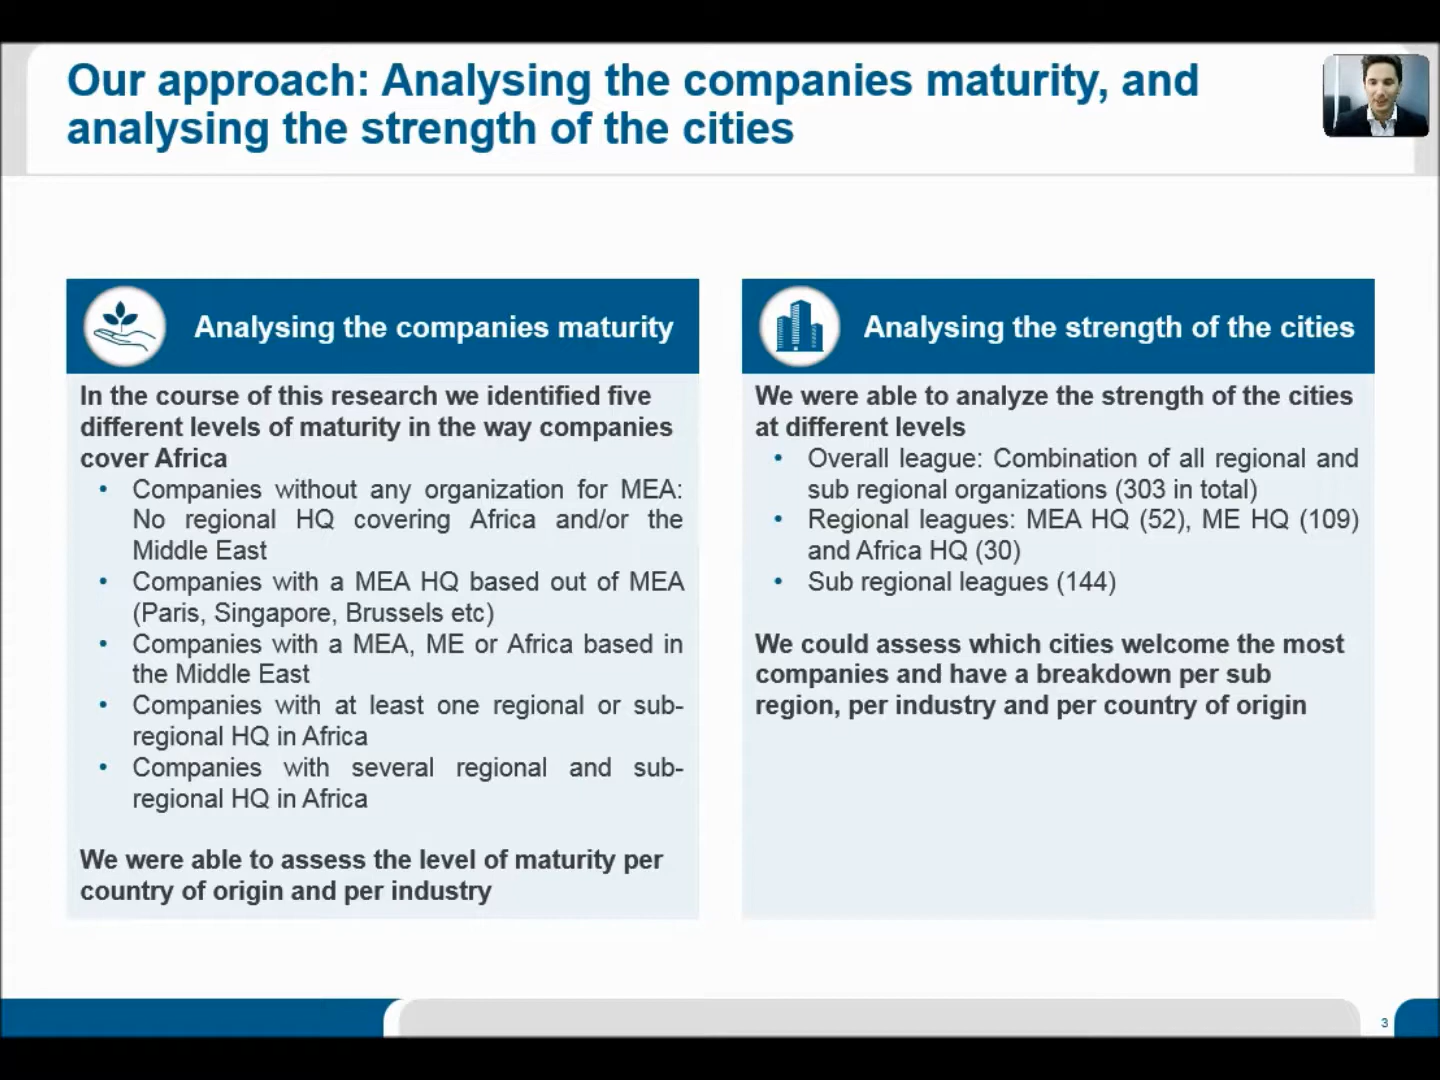 Our approach: Analysing the companies maturity, and
analysing the strength of the cities
Analysing the companies maturity
In the course of this research we identified five
different levels of maturity in the way companies
cover Africa
• Companies without any organization for MEA:
No regional HQ covering Africa and/or the
Middle East
• Companies with a MEA HQ based out of MEA
(Paris, Singapore, Brussels etc)
• Companies with a MEA, ME or Africa based in
the Middle East
• Companies with at least one regional or sub-
regional HQ in Africa
• Companies with several regional and sub-
regional HQ in Africa
We were able to assess the level of maturity per
country of origin and per industry
Analysing the strength of the cities
We were able to analyze the strength of the cities
at different levels
• Overall league: Combination of all regional and
sub regional organizations (303 in total)
• Regional leagues: MEA HQ (52), ME HQ (109)
and Africa HQ (30)
• Sub regional leagues (144)
We could assess which cities welcome the most
companies and have a breakdown per sub
region, per industry and per country of origin
3